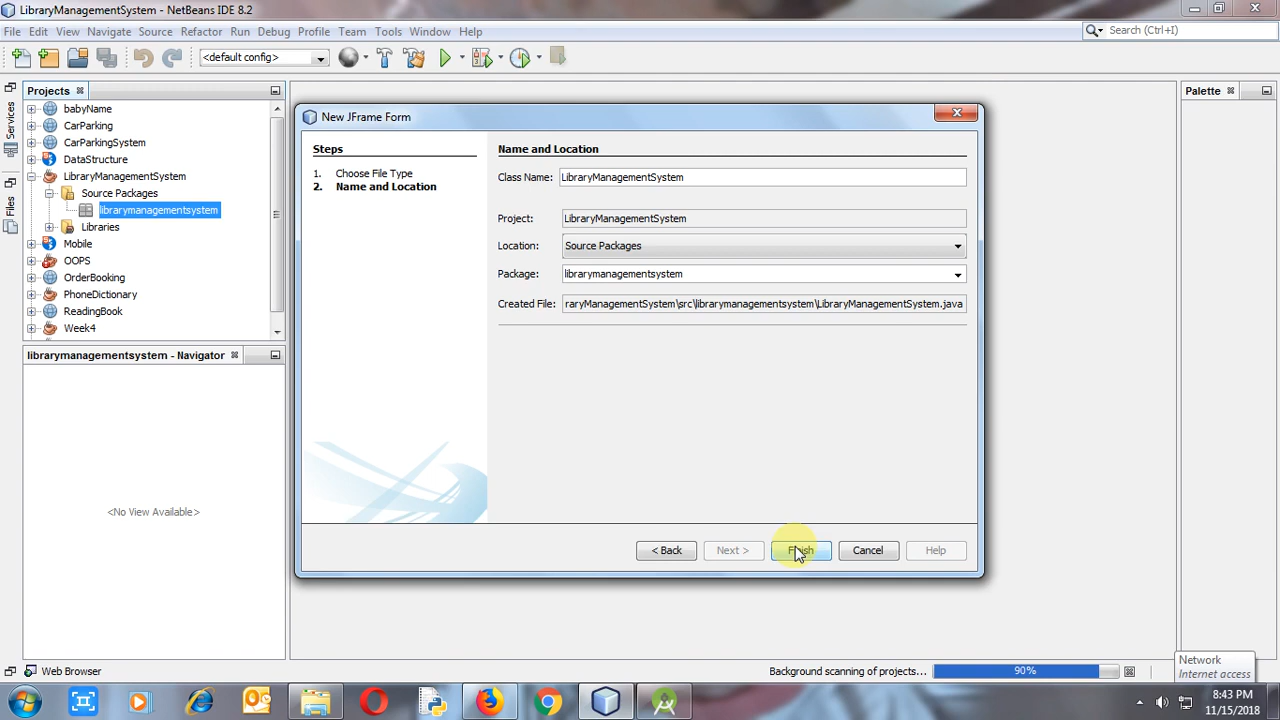 LibraryManagementSystem - NetBeans IDE 8.2
File Edit View Navigate Source Refactor Run Debug Profile Team Tools Window Help
Search (Ctrl+I)
<default config>
Projects
Palette
Services
Files
babyName
CarParking
CarParkingSystem
DataStructure
LibraryManagementSystem
Source Packages
librarymanagementsystem
Libraries
Mobile
OOPS
OrderBooking
PhoneDictionary
ReadingBook
Week4
librarymanagementsystem - Navigator
<No View Available>
New JFrame Form
Steps
1. Choose File Type
2. Name and Location
Name and Location
Class Name: LibraryManagementSystem
Project: LibraryManagementSystem
Location: Source Packages
Package: librarymanagementsystem
Created File: raryManagementSystem\src\librarymanagementsystem\LibraryManagementSystem.java
< Back Next > Finish Cancel Help
Web Browser
Background scanning of projects... 90%
Network
Internet access
8:43 PM
11/15/2018